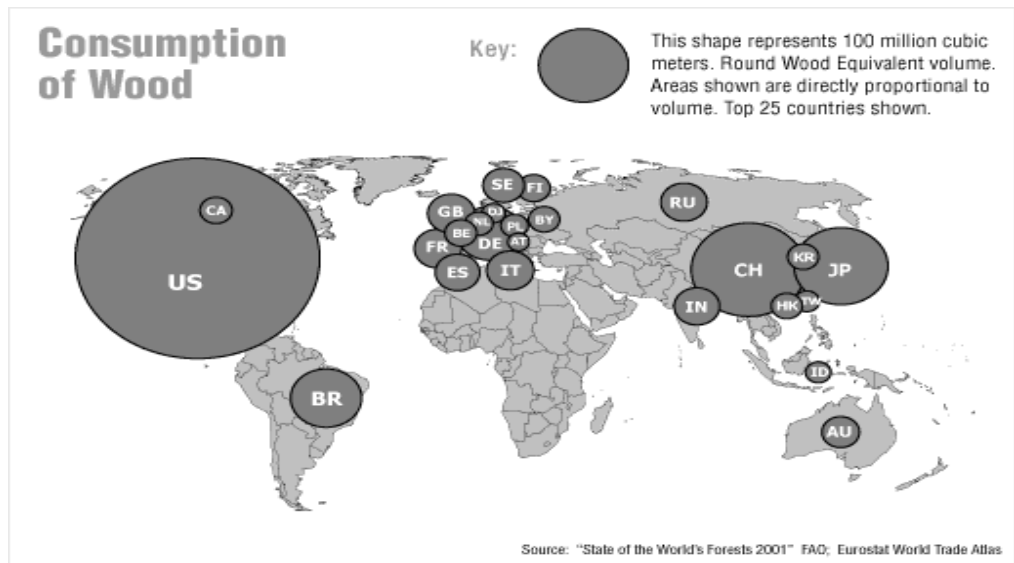 Consumption
of Wood
Key:
This shape represents 100 million cubic
meters. Round Wood Equivalent volume.
Areas shown are directly proportional to
volume. Top 25 countries shown.
SE FI
CA
GB
DJ
RU
NL
BY
PL
BE
DE
AT
FR
KR
ES
IT
CH
JP
US
IN
HK
TW
ID
BR
AU
Source: "State of the World's Forests 2001" FAO; Eurostat World Trade Atlas